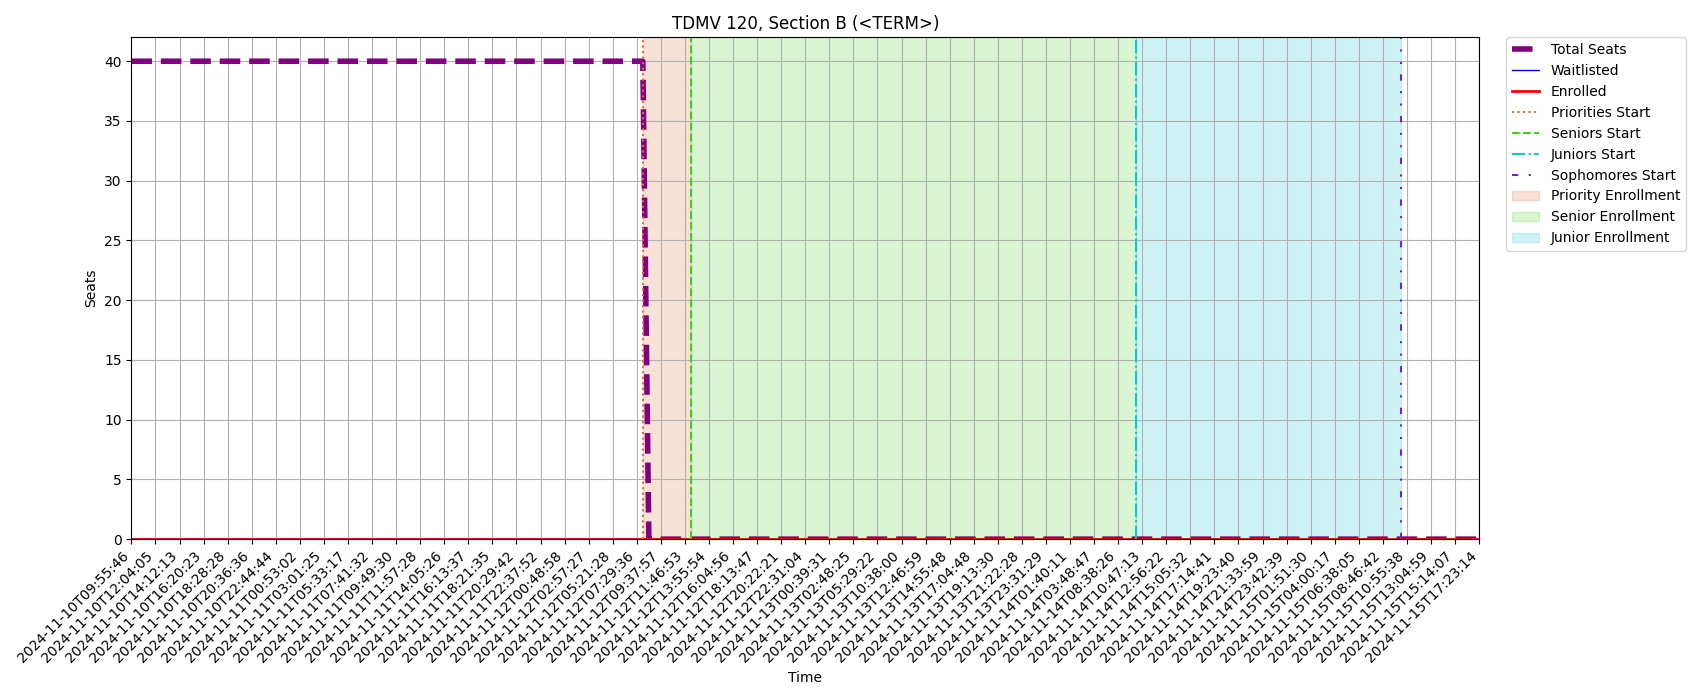 TDMV 120, Section B (<TERM>)
Total Seats
Waitlisted
Enrolled
Priorities Start
Seniors Start
Juniors Start
Sophomores Start
Priority Enrollment
Senior Enrollment
Junior Enrollment
Seats
40
35
30
25
20
15
10
5
0
2024-11-10T09:55:46
2024-11-10T12:04:05
2024-11-10T14:12:13
2024-11-10T16:20:23
2024-11-10T18:28:28
2024-11-10T20:36:36
2024-11-10T22:44:44
2024-11-11T00:53:02
2024-11-11T03:01:25
2024-11-11T05:33:17
2024-11-11T07:41:32
2024-11-11T09:49:30
2024-11-11T11:57:28
2024-11-11T14:05:26
2024-11-11T16:13:37
2024-11-11T18:21:35
2024-11-11T20:29:42
2024-11-11T22:37:52
2024-11-12T00:48:58
2024-11-12T02:57:27
2024-11-12T05:21:28
2024-11-12T07:29:36
2024-11-12T09:37:57
2024-11-12T11:46:53
2024-11-12T13:55:54
2024-11-12T16:04:56
2024-11-12T18:13:47
2024-11-12T20:22:21
2024-11-12T22:31:04
2024-11-13T00:39:31
2024-11-13T02:48:25
2024-11-13T05:29:22
2024-11-13T10:38:00
2024-11-13T12:46:59
2024-11-13T14:55:48
2024-11-13T17:04:48
2024-11-13T19:13:30
2024-11-13T21:22:28
2024-11-13T23:31:29
2024-11-14T01:40:11
2024-11-14T03:48:47
2024-11-14T08:38:26
2024-11-14T10:47:13
2024-11-14T12:56:22
2024-11-14T15:05:32
2024-11-14T17:14:41
2024-11-14T19:23:40
2024-11-14T21:33:59
2024-11-14T23:42:39
2024-11-15T01:51:30
2024-11-15T04:00:17
2024-11-15T06:38:05
2024-11-15T08:46:42
2024-11-15T10:55:38
2024-11-15T13:04:59
2024-11-15T15:14:07
2024-11-15T17:23:14
Time